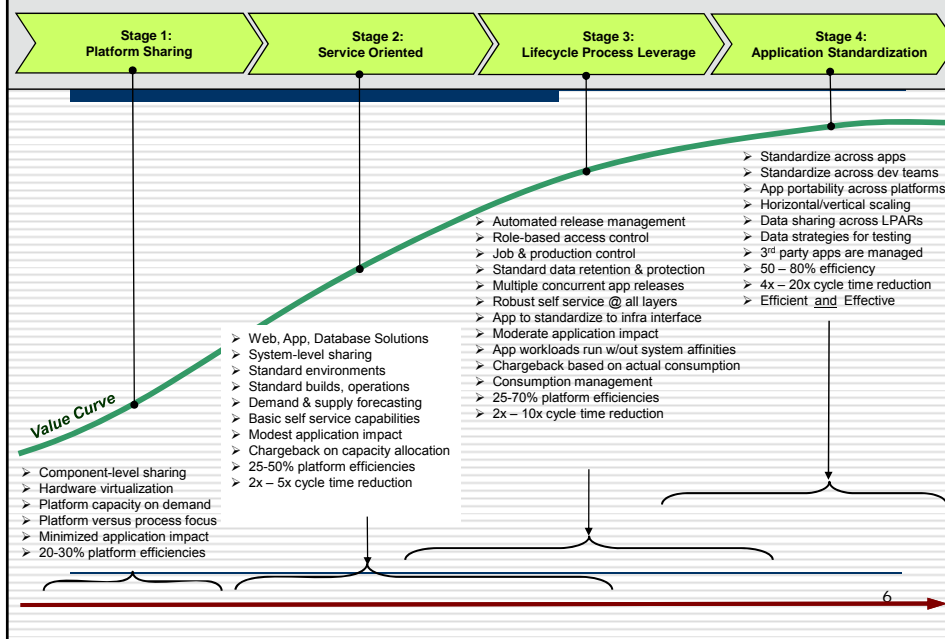 Stage 1:
Platform Sharing
Stage 2:
Service Oriented
Stage 3:
Lifecycle Process Leverage
Stage 4:
Application Standardization
Value Curve
➢ Component-level sharing
➢ Hardware virtualization
➢ Platform capacity on demand
➢ Platform versus process focus
➢ Minimized application impact
➢ 20-30% platform efficiencies
➢ Web, App, Database Solutions
➢ System-level sharing
➢ Standard environments
➢ Standard builds, operations
➢ Demand & supply forecasting
➢ Basic self service capabilities
➢ Modest application impact
➢ Chargeback on capacity allocation
➢ 25-50% platform efficiencies
➢ 2x – 5x cycle time reduction
➢ Automated release management
➢ Role-based access control
➢ Job & production control
➢ Standard data retention & protection
➢ Multiple concurrent app releases
➢ Robust self service @ all layers
➢ App to standardize to infra interface
➢ Moderate application impact
➢ App workloads run w/out system affinities
➢ Chargeback based on actual consumption
➢ Consumption management
➢ 25-70% platform efficiencies
➢ 2x – 10x cycle time reduction
➢ Standardize across apps
➢ Standardize across dev teams
➢ App portability across platforms
➢ Horizontal/vertical scaling
➢ Data sharing across LPARs
➢ Data strategies for testing
➢ 3rd party apps are managed
➢ 50 – 80% efficiency
➢ 4x – 20x cycle time reduction
➢ Efficient and Effective
6